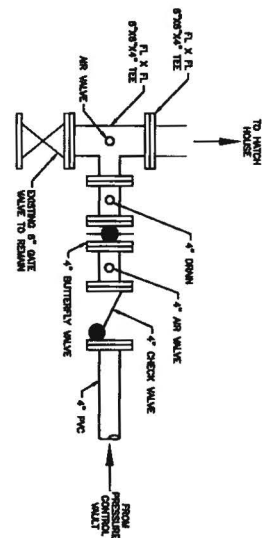 TO HATCH
HOUSE
FL X FL
6"X6"X4" TEE
FL X FL
6"X6"X4" TEE
AIR VALVE
EXISTING 6" GATE
VALVE TO REMAIN
4" DRAIN
4" BUTTERFLY VALVE
4" AIR VALVE
4" CHECK VALVE
4" PVC
FROM
PRESSURE
CONTROL
VAULT